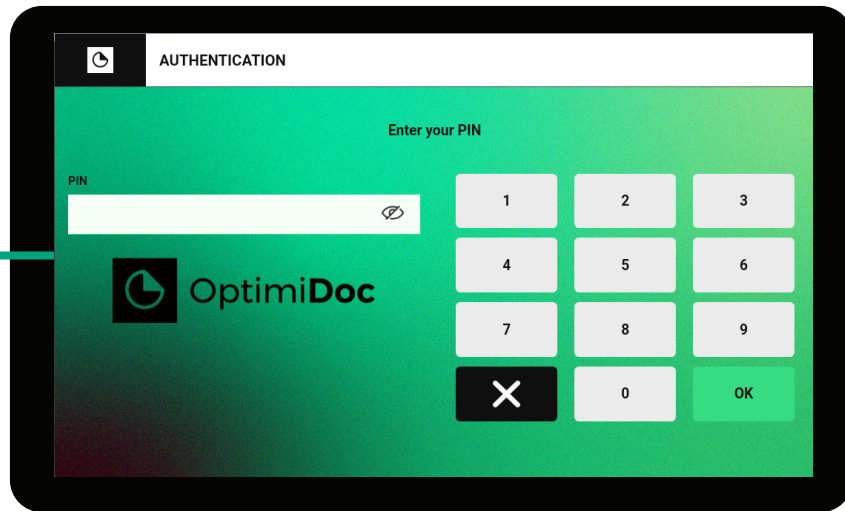 AUTHENTICATION
Enter your PIN
PIN
OptimiDoc
1 2 3
4 5 6
7 8 9
0 OK